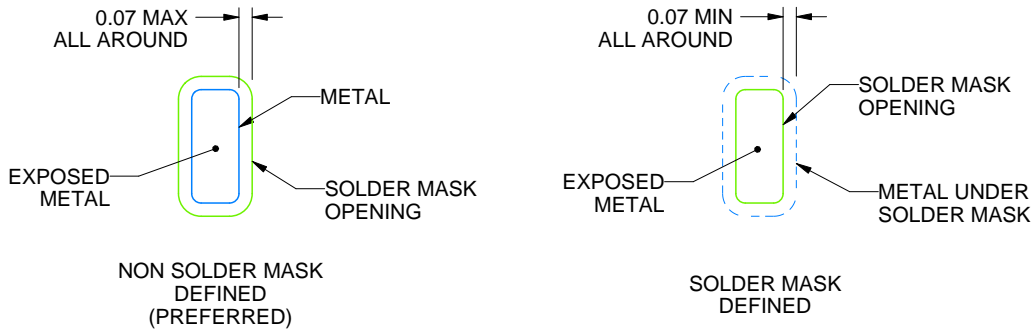 0.07 MAX
ALL AROUND
METAL
EXPOSED
METAL
SOLDER MASK
OPENING
NON SOLDER MASK
DEFINED
(PREFERRED)
0.07 MIN
ALL AROUND
SOLDER MASK
OPENING
EXPOSED
METAL
METAL UNDER
SOLDER MASK
SOLDER MASK
DEFINED